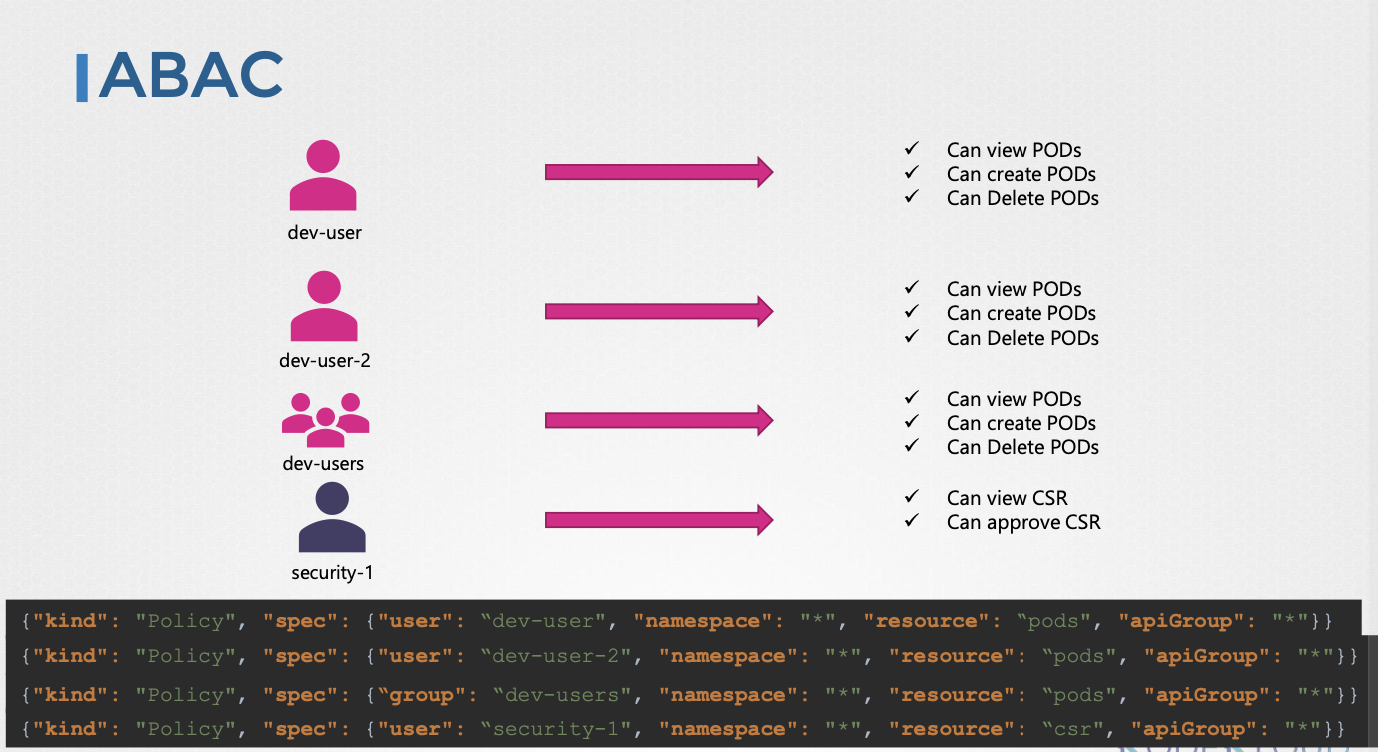 ABAC
dev-user
✓ Can view PODs
✓ Can create PODs
✓ Can Delete PODs
dev-user-2
✓ Can view PODs
✓ Can create PODs
✓ Can Delete PODs
dev-users
✓ Can view PODs
✓ Can create PODs
✓ Can Delete PODs
security-1
✓ Can view CSR
✓ Can approve CSR
{"kind": "Policy", "spec": {"user": “dev-user", "namespace": "*", "resource": “pods", "apiGroup": "*"}}
{"kind": "Policy", "spec": {"user": “dev-user-2", "namespace": "*", "resource": “pods", "apiGroup": "*"}}
{"kind": "Policy", "spec": {“group": “dev-users", "namespace": "*", "resource": “pods", "apiGroup": "*"}}
{"kind": "Policy", "spec": {"user": “security-1", "namespace": "*", "resource": “csr", "apiGroup": "*"}}